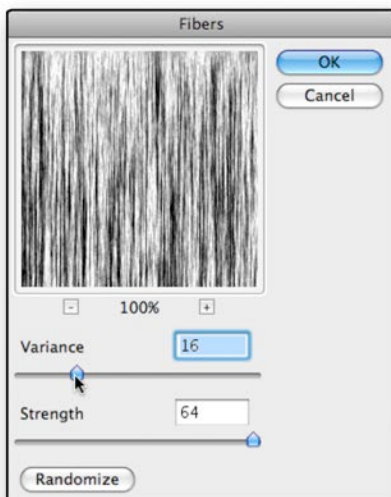 Fibers
OK
Cancel
- 100% +
Variance 16
Strength 64
Randomize